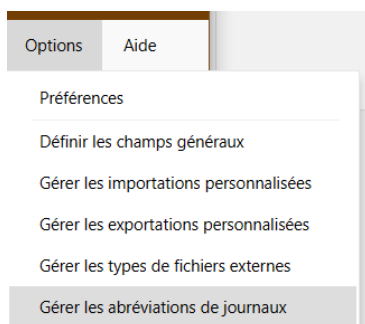 Options Aide
Préférences
Définir les champs généraux
Gérer les importations personnalisées
Gérer les exportations personnalisées
Gérer les types de fichiers externes
Gérer les abréviations de journaux